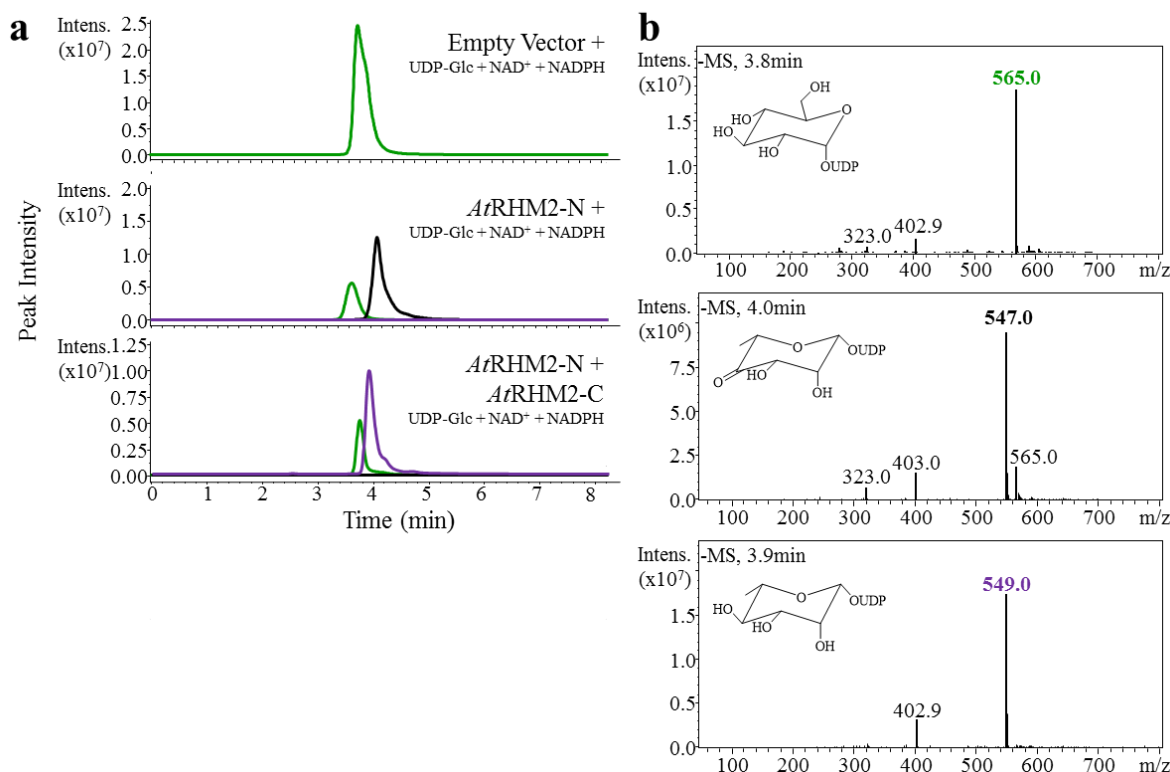 a
Intens.
(x10⁷)
2.5
2.0
1.5
1.0
0.5
0.0
Empty Vector +
UDP-Glc + NAD⁺ + NADPH
Intens.
(x10⁷)
2.0
1.5
1.0
0.5
0.0
AtRHM2-N +
UDP-Glc + NAD⁺ + NADPH
Intens.
(x10⁷)
1.25
1.00
0.75
0.50
0.25
0.00
AtRHM2-N +
AtRHM2-C
UDP-Glc + NAD⁺ + NADPH
0 1 2 3 4 5 6 7 8
Time (min)
Peak Intensity
b
Intens.
(x10⁷)
-MS, 3.8min
1.5
1.0
0.5
0.0
OH
O
HO
HO
HO
OUDP
323.0
402.9
565.0
100 200 300 400 500 600 700 m/z
Intens.
(x10⁶)
-MS, 4.0min
7.5
5.0
2.5
0.0
O
OUDP
O
HO
OH
323.0
403.0
547.0
565.0
100 200 300 400 500 600 700 m/z
Intens.
(x10⁷)
-MS, 3.9min
1.5
1.0
0.5
0.0
O
OUDP
HO
HO
OH
402.9
549.0
100 200 300 400 500 600 700 m/z